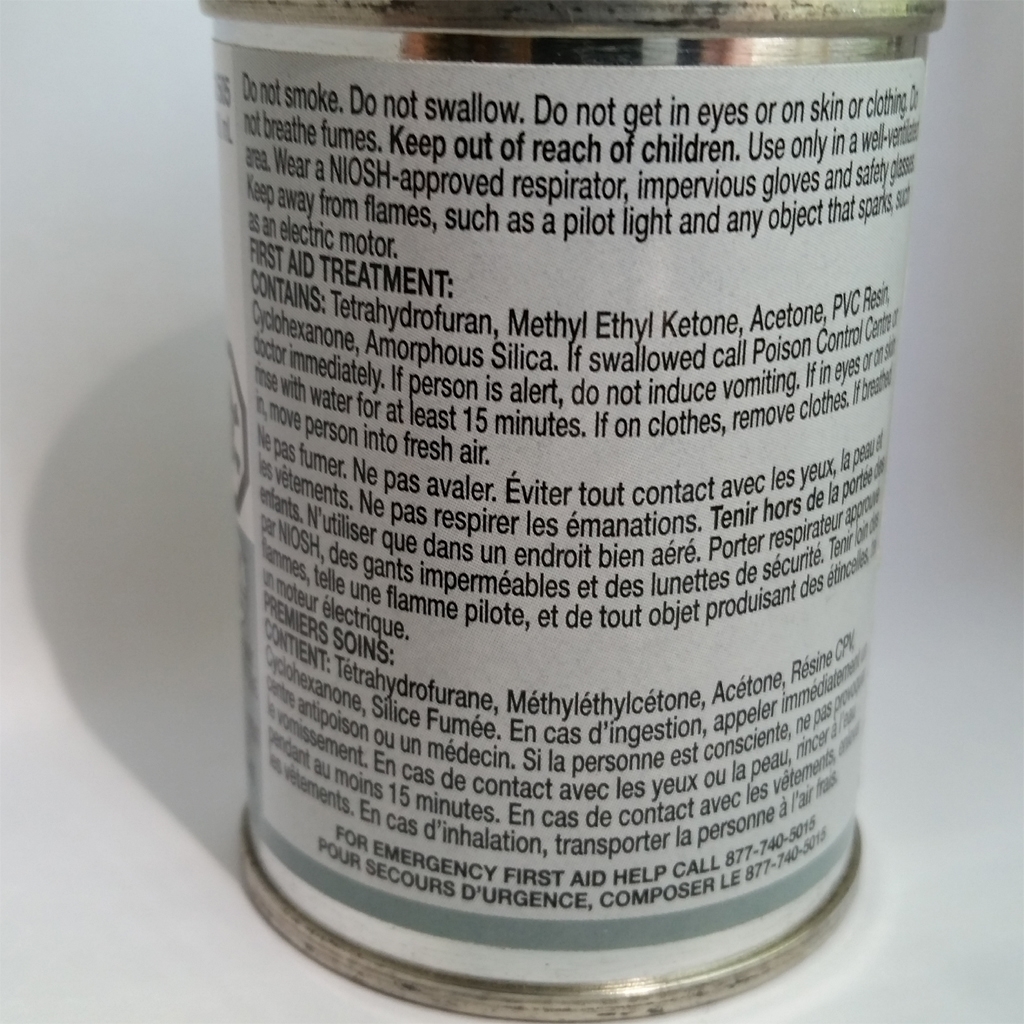 Do not smoke. Do not swallow. Do not get in eyes or on skin or clothing. Do
not breathe fumes. Keep out of reach of children. Use only in a well-ventilated
area. Wear a NIOSH-approved respirator, impervious gloves and safety glasses
Keep away from flames, such as a pilot light and any object that sparks, such
as an electric motor.
FIRST AID TREATMENT:
CONTAINS: Tetrahydrofuran, Methyl Ethyl Ketone, Acetone, PVC Resin,
Cyclohexanone, Amorphous Silica. If swallowed call Poison Control Centre or
doctor immediately. If person is alert, do not induce vomiting. If in eyes or on skin
rinse with water for at least 15 minutes. If on clothes, remove clothes. If breathed
in, move person into fresh air.
Ne pas fumer. Ne pas avaler. Éviter tout contact avec les yeux, la peau et
les vêtements. Ne pas respirer les émanations. Tenir hors de la portée des
enfants. N'utiliser que dans un endroit bien aéré. Porter respirateur approuvé
par NIOSH, des gants imperméables et des lunettes de sécurité. Tenir loin des
flammes, telle une flamme pilote, et de tout objet produisant des étincelles,
un moteur électrique.
PREMIERS SOINS:
CONTIENT: Tétrahydrofurane, Méthyléthylcétone, Acétone, Résine CPV,
Cyclohexanone, Silice Fumée. En cas d'ingestion, appeler immédiatement
centre antipoison ou un médecin. Si la personne est consciente, ne pas provoquer
le vomissement. En cas de contact avec les yeux ou la peau, rincer à l'eau
pendant au moins 15 minutes. En cas de contact avec les vêtements,
les vêtements. En cas d'inhalation, transporter la personne à l'air frais.
FOR EMERGENCY FIRST AID HELP CALL 877-740-5015
POUR SECOURS D'URGENCE, COMPOSER LE 877-740-5015